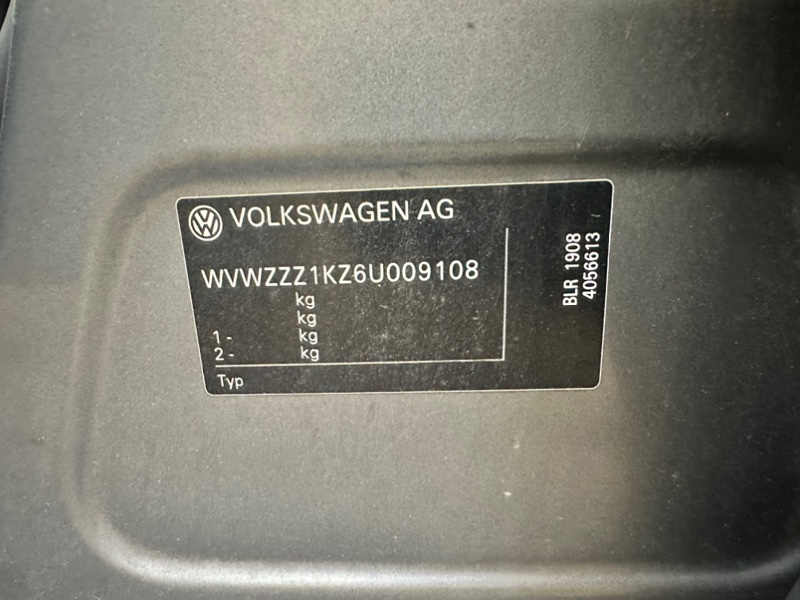 VOLKSWAGEN AG
WVWZZZ1KZ6U009108
kg
kg
1 - kg
2 - kg
Typ
BLR 1908
4056613